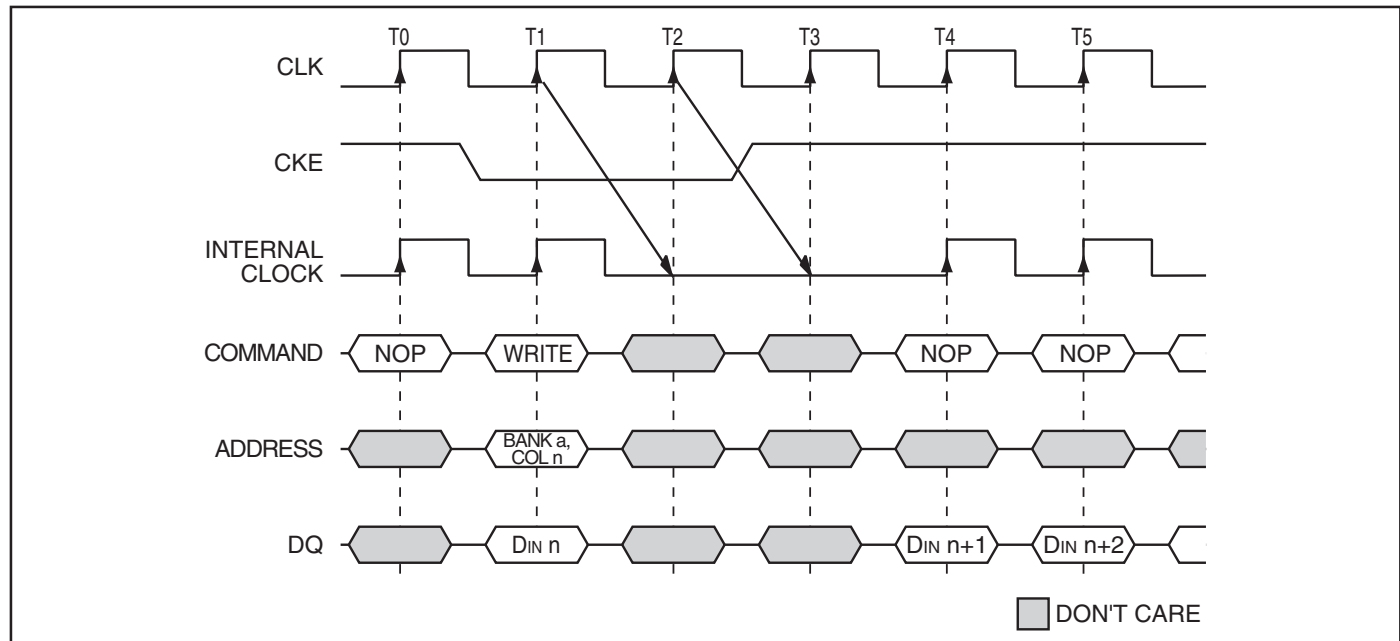 T0 T1 T2 T3 T4 T5
CLK
CKE
INTERNAL
CLOCK
COMMAND NOP WRITE NOP NOP
ADDRESS BANK a,
COL n
DQ DIN n DIN n+1 DIN n+2
DON'T CARE